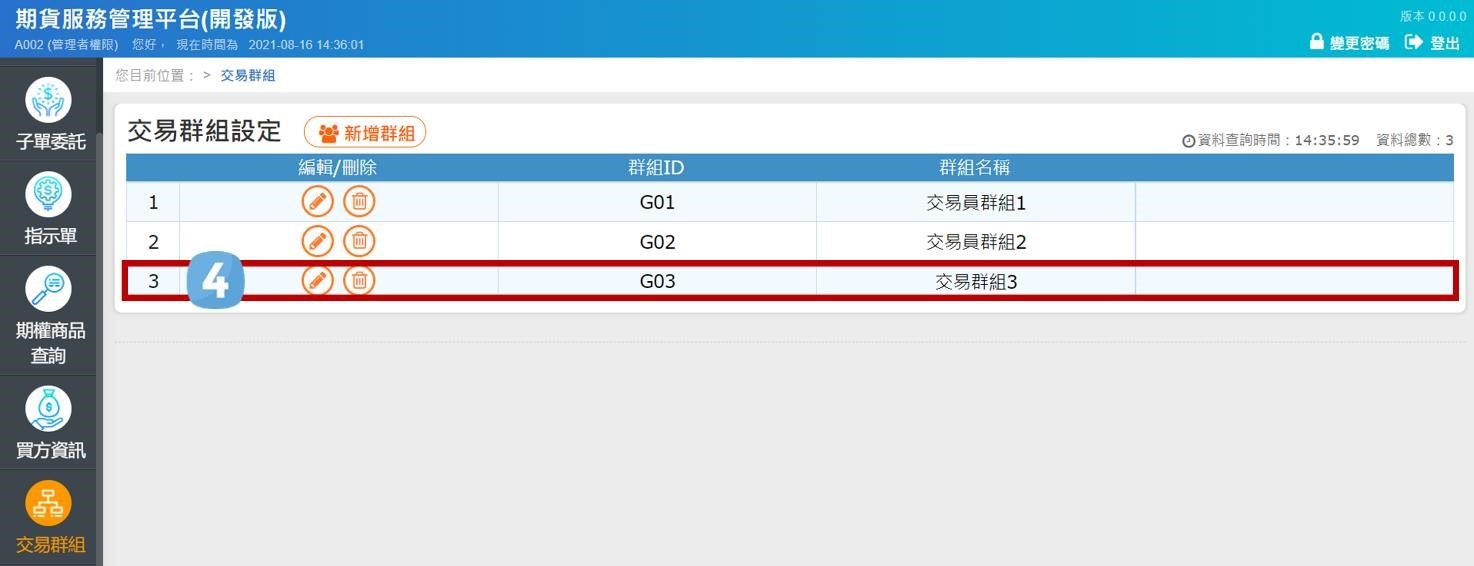 期貨服務管理平台(開發版)
版本 0.0.0.0
A002 (管理者權限) 您好， 現在時間為 2021-08-16 14:36:01
變更密碼 登出
您目前位置： > 交易群組
子單委託
指示單
期權商品
查詢
買方資訊
交易群組
交易群組設定 新增群組
資料查詢時間：14:35:59 資料總數：3
編輯/刪除 群組ID 群組名稱
1 G01 交易員群組1
2 G02 交易員群組2
3 4 G03 交易群組3